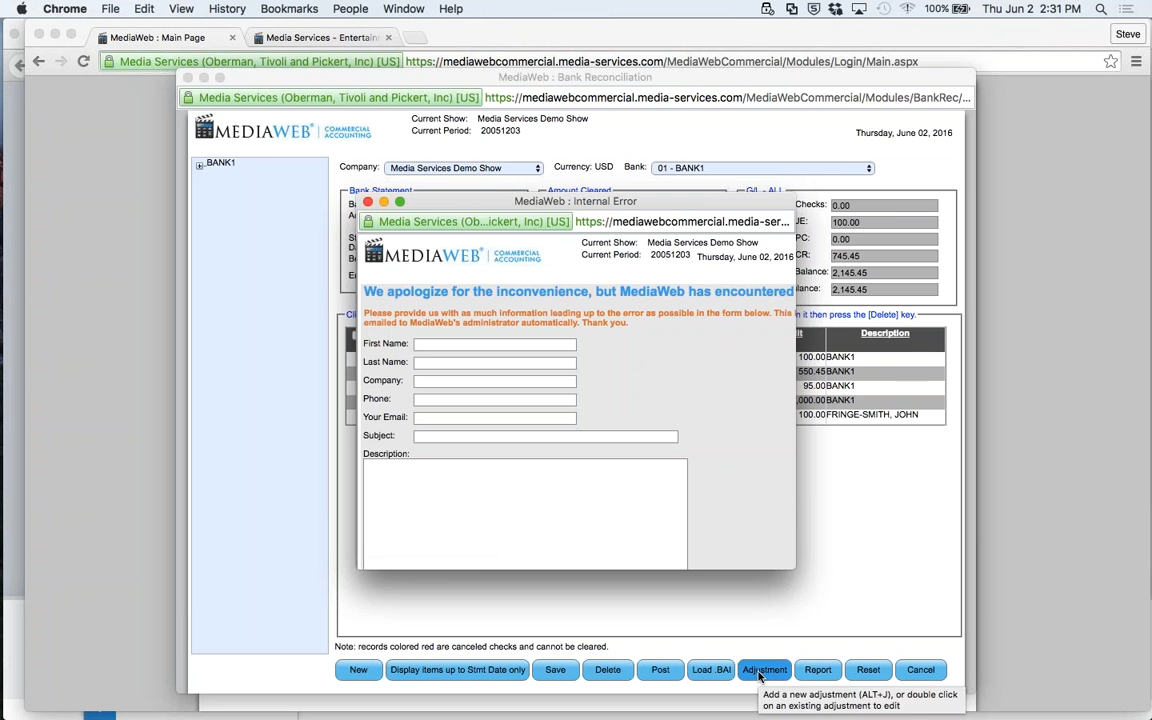 Chrome File Edit View History Bookmarks People Window Help 100% Thu Jun 2 2:31 PM
MediaWeb : Main Page Media Services - Entertain Steve
Media Services (Oberman, Tivoli and Pickert, Inc) [US] https://mediawebcommercial.media-services.com/MediaWebCommercial/Modules/Login/Main.aspx
MediaWeb : Bank Reconciliation
Media Services (Oberman, Tivoli and Pickert, Inc) [US] https://mediawebcommercial.media-services.com/MediaWebCommercial/Modules/BankRec/...
MEDIAWEB COMMERCIAL ACCOUNTING
Current Show: Media Services Demo Show
Current Period: 20051203
Thursday, June 02, 2016
BANK1
Company: Media Services Demo Show Currency: USD Bank: 01 - BANK1
Bank Statement Amount Cleared G/L - ALL
Checks: 0.00
JE: 100.00
PC: 0.00
CR: 745.45
Balance: 2,145.45
lance: 2,145.45
MediaWeb : Internal Error
Media Services (Ob...ickert, Inc) [US] https://mediawebcommercial.media-ser...
MEDIAWEB COMMERCIAL ACCOUNTING
Current Show: Media Services Demo Show
Current Period: 20051203 Thursday, June 02, 2016
We apologize for the inconvenience, but MediaWeb has encountered
Please provide us with as much information leading up to the error as possible in the form below. This
emailed to MediaWeb's administrator automatically. Thank you.
First Name:
Last Name:
Company:
Phone:
Your Email:
Subject:
Description:
it then press the [Delete] key.
Description
100.00 BANK1
550.45 BANK1
95.00 BANK1
,000.00 BANK1
100.00 FRINGE-SMITH, JOHN
Note: records colored red are canceled checks and cannot be cleared.
New Display items up to Stmt Date only Save Delete Post Load .BAI Adjustment Report Reset Cancel
Add a new adjustment (ALT+J), or double click
on an existing adjustment to edit